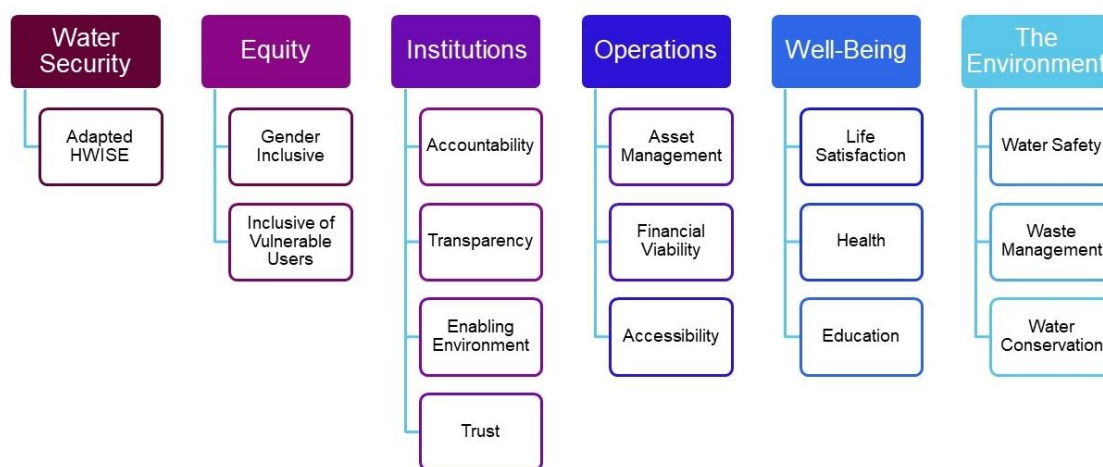 Water
Security
Adapted
HWISE
Equity
Gender
Inclusive
Inclusive of
Vulnerable
Users
Institutions
Accountability
Transparency
Enabling
Environment
Trust
Operations
Asset
Management
Financial
Viability
Accessibility
Well-Being
Life
Satisfaction
Health
Education
The
Environment
Water Safety
Waste
Management
Water
Conservation